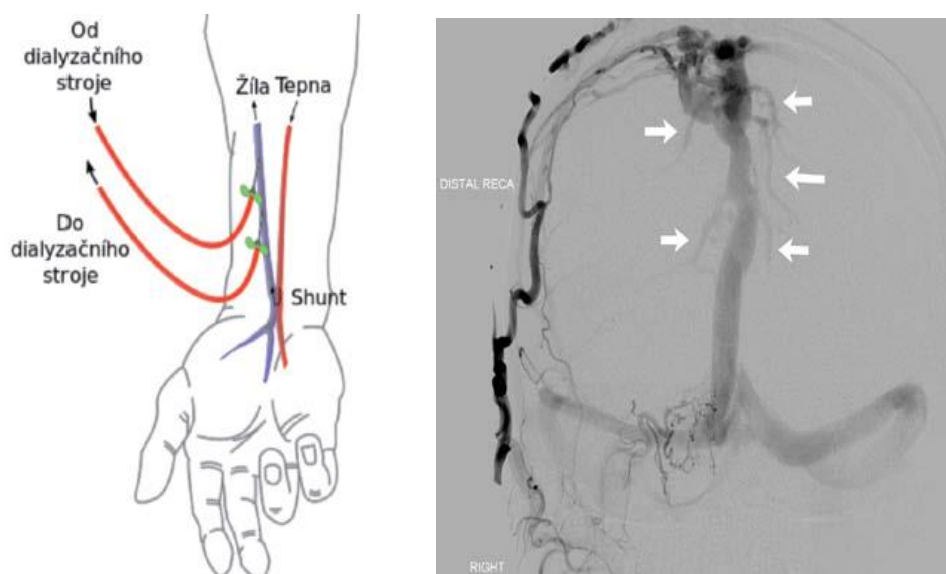 Od
dialyzačního
stroje
Žíla Tepna
Do
dialyzačního
stroje
Shunt
DISTAL RECA
RIGHT